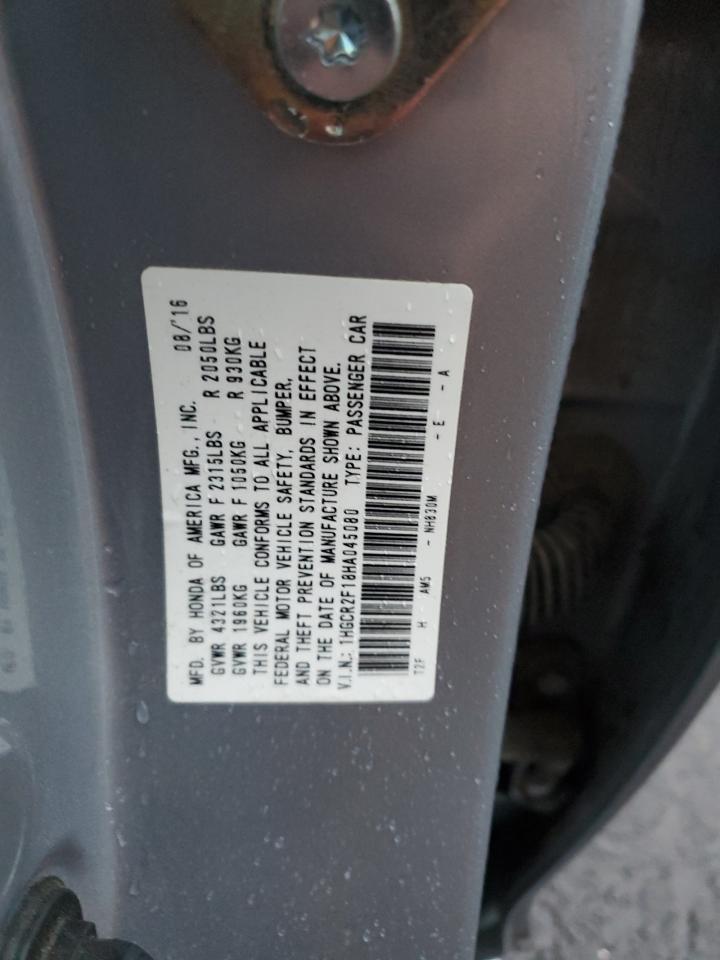 MFD. BY HONDA OF AMERICA MFG., INC. 08/'16
GVWR 4321LBS GAWR F 2315LBS R 2050LBS
GVWR 1960KG GAWR F 1050KG R 930KG
THIS VEHICLE CONFORMS TO ALL APPLICABLE
FEDERAL MOTOR VEHICLE SAFETY, BUMPER,
AND THEFT PREVENTION STANDARDS IN EFFECT
ON THE DATE OF MANUFACTURE SHOWN ABOVE.
V.I.N.: 1HGCR2F18HA045080 TYPE: PASSENGER CAR
T2F H AM5 - NH830M - E - A